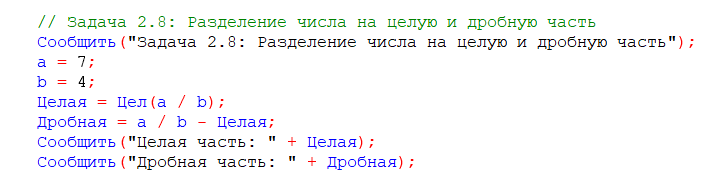 // Задача 2.8: Разделение числа на целую и дробную часть
Сообщить("Задача 2.8: Разделение числа на целую и дробную часть");
a = 7;
b = 4;
Целая = Цел(a / b);
Дробная = a / b - Целая;
Сообщить("Целая часть: " + Целая);
Сообщить("Дробная часть: " + Дробная);